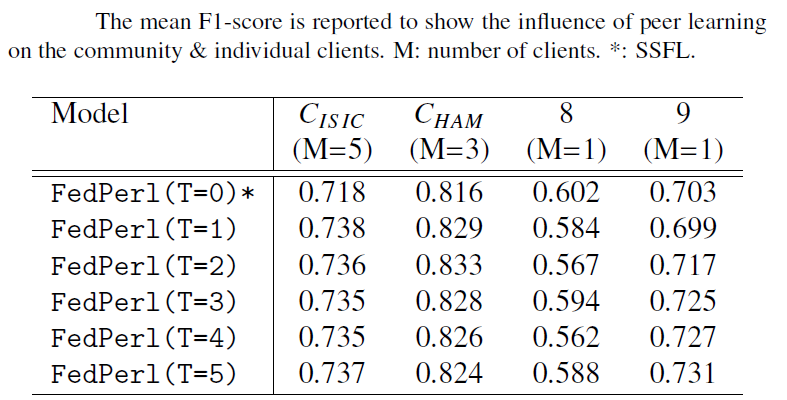 The mean F1-score is reported to show the influence of peer learning
on the community & individual clients. M: number of clients. *: SSFL.
Model C_ISIC C_HAM 8 9
(M=5) (M=3) (M=1) (M=1)
FedPerl(T=0)* 0.718 0.816 0.602 0.703
FedPerl(T=1) 0.738 0.829 0.584 0.699
FedPerl(T=2) 0.736 0.833 0.567 0.717
FedPerl(T=3) 0.735 0.828 0.594 0.725
FedPerl(T=4) 0.735 0.826 0.562 0.727
FedPerl(T=5) 0.737 0.824 0.588 0.731